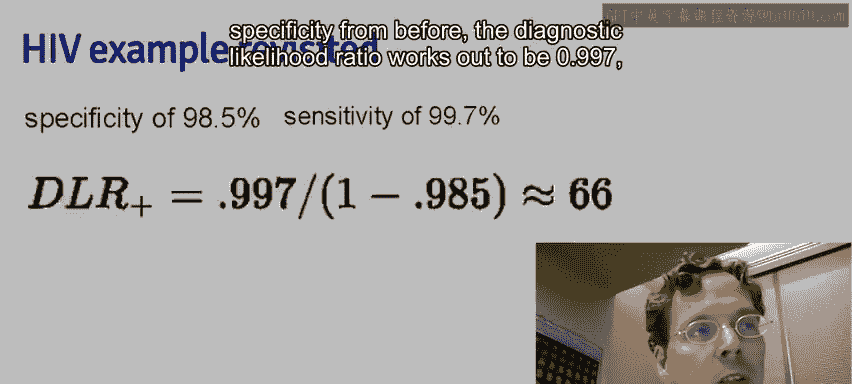 specificity from before, the diagnostic
HIV example revisited
likelihood ratio works out to be 0.997,
specificity of 98.5% sensitivity of 99.7%
DLR₊ = .997/(1 − .985) ≈ 66